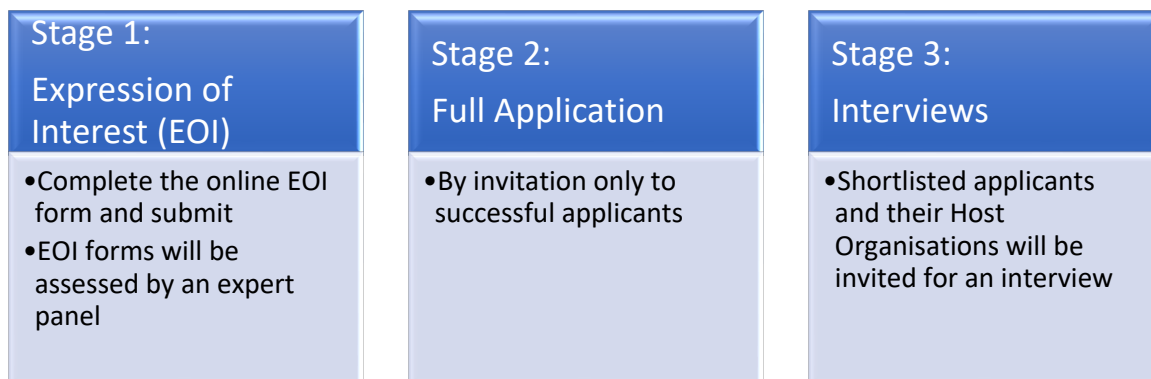 Stage 1:
Expression of
Interest (EOI)
•Complete the online EOI
form and submit
•EOI forms will be
assessed by an expert
panel
Stage 2:
Full Application
•By invitation only to
successful applicants
Stage 3:
Interviews
•Shortlisted applicants
and their Host
Organisations will be
invited for an interview